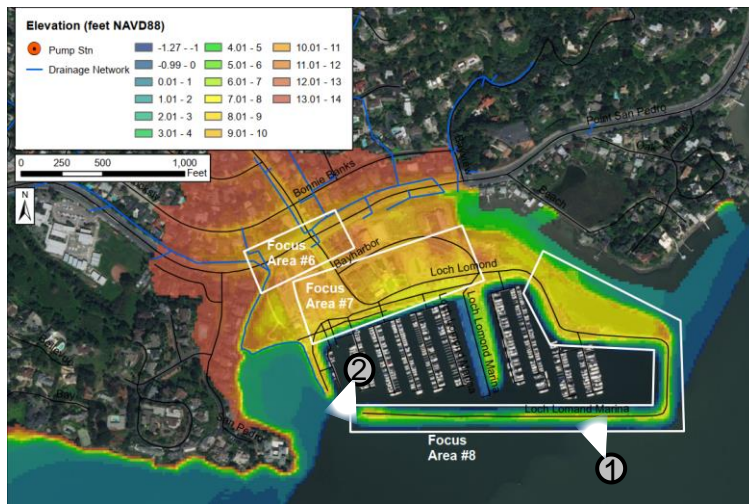 Elevation (feet NAVD88)
Pump Stn
Drainage Network
-1.27 - -1
-0.99 - 0
0.01 - 1
1.01 - 2
2.01 - 3
3.01 - 4
4.01 - 5
5.01 - 6
6.01 - 7
7.01 - 8
8.01 - 9
9.01 - 10
10.01 - 11
11.01 - 12
12.01 - 13
13.01 - 14
0 250 500 1,000
Feet
N
Point San Pedro
Bonnie Banks
Focus
Area #6
Bayharbor
Loch Lomond
Focus
Area #7
Loch Lomond Marina
2
San Pedro
Loch Lomand Marina
Focus
Area #8
1